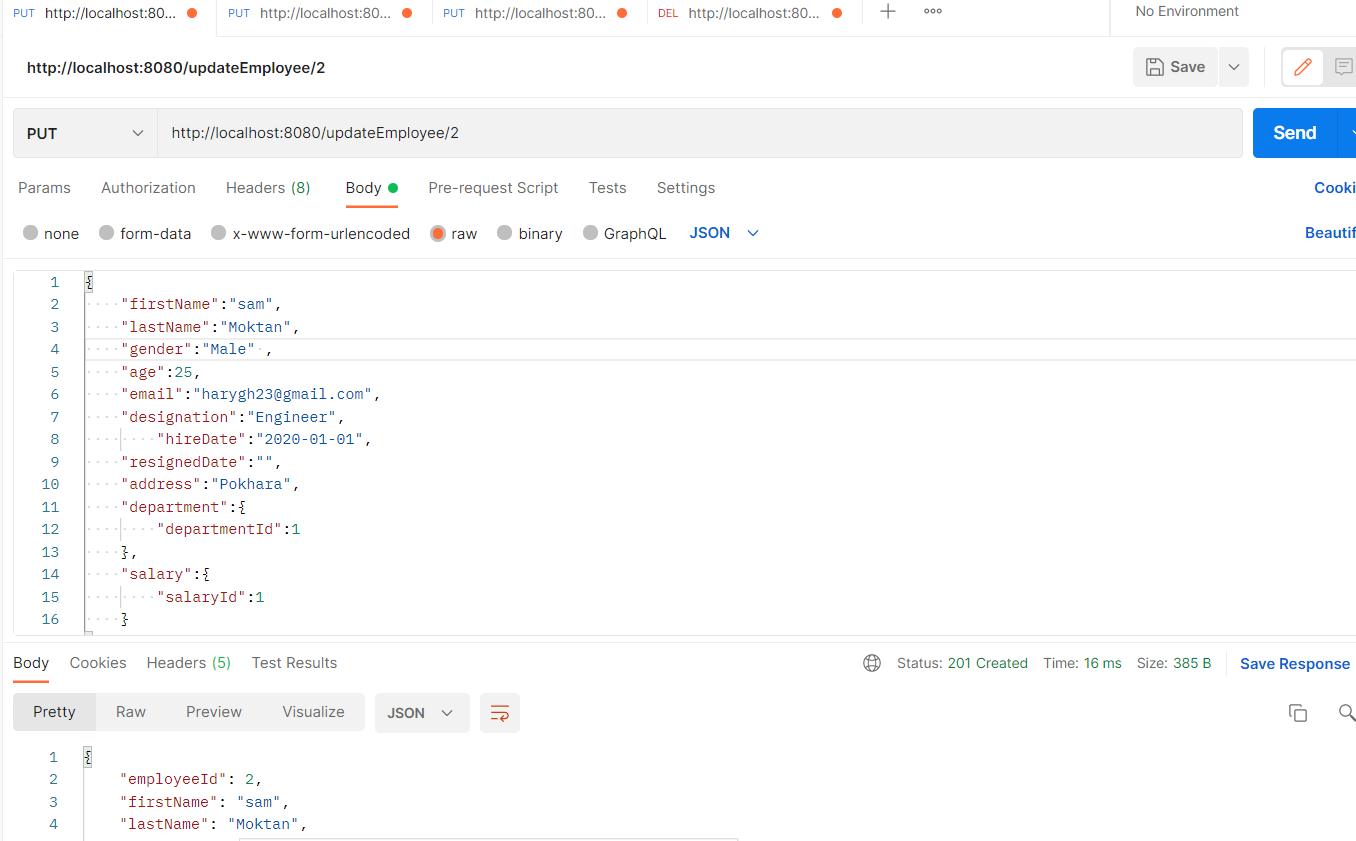 PUT http://localhost:80... PUT http://localhost:80... PUT http://localhost:80... DEL http://localhost:80... No Environment
http://localhost:8080/updateEmployee/2 Save
PUT http://localhost:8080/updateEmployee/2 Send
Params Authorization Headers (8) Body Pre-request Script Tests Settings Cooki
none form-data x-www-form-urlencoded raw binary GraphQL JSON Beautif
1 {
2 "firstName":"sam",
3 "lastName":"Moktan",
4 "gender":"Male" ,
5 "age":25,
6 "email":"harygh23@gmail.com",
7 "designation":"Engineer",
8 "hireDate":"2020-01-01",
9 "resignedDate":"",
10 "address":"Pokhara",
11 "department":{
12 "departmentId":1
13 },
14 "salary":{
15 "salaryId":1
16 }
Body Cookies Headers (5) Test Results Status: 201 Created Time: 16 ms Size: 385 B Save Response
Pretty Raw Preview Visualize JSON
1 {
2 "employeeId": 2,
3 "firstName": "sam",
4 "lastName": "Moktan",